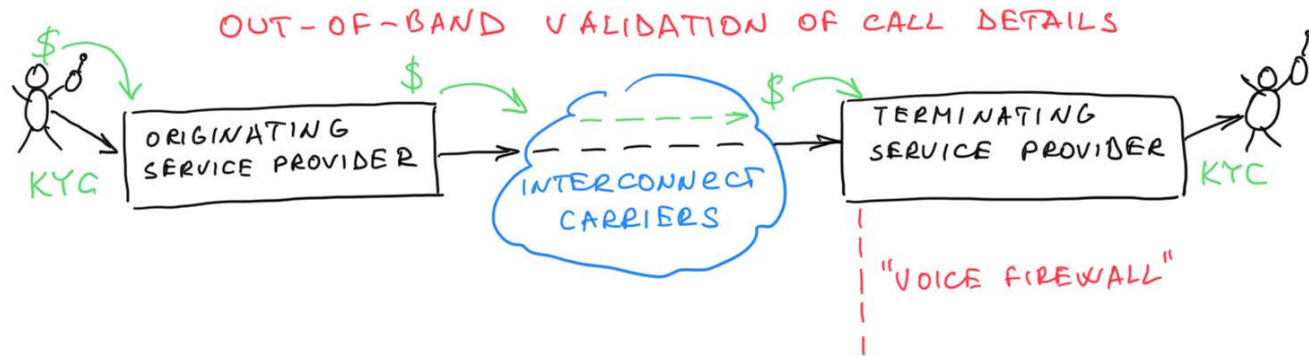 OUT-OF-BAND VALIDATION OF CALL DETAILS
$
$
$
ORIGINATING
SERVICE PROVIDER
KYC
INTERCONNECT
CARRIERS
TERMINATING
SERVICE PROVIDER
KYC
"VOICE FIREWALL"